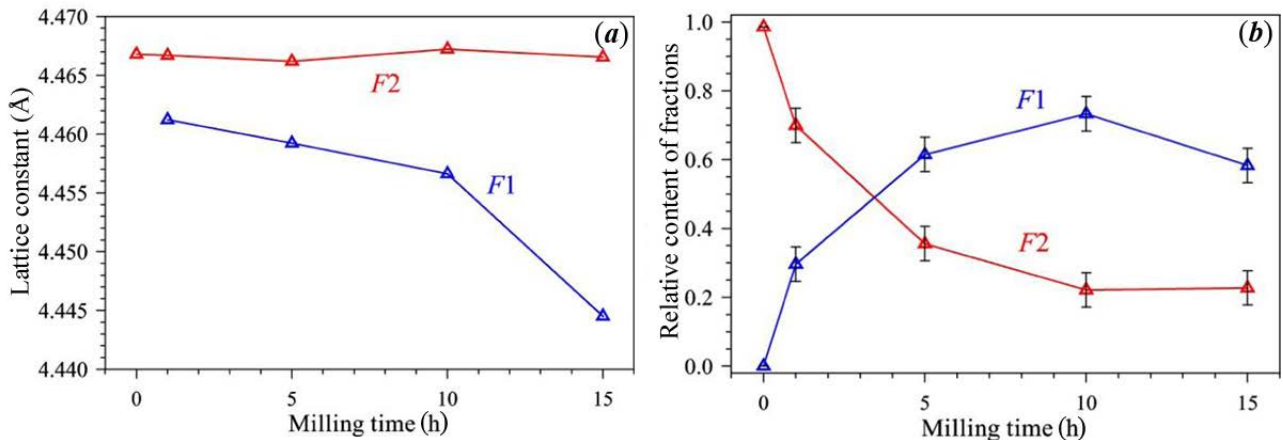 (a)
Lattice constant (Å)
4.470
4.465
4.460
4.455
4.450
4.445
4.440
F2
F1
0
5
10
15
Milling time (h)
(b)
Relative content of fractions
1.0
0.8
0.6
0.4
0.2
0.0
F1
F2
0
5
10
15
Milling time (h)